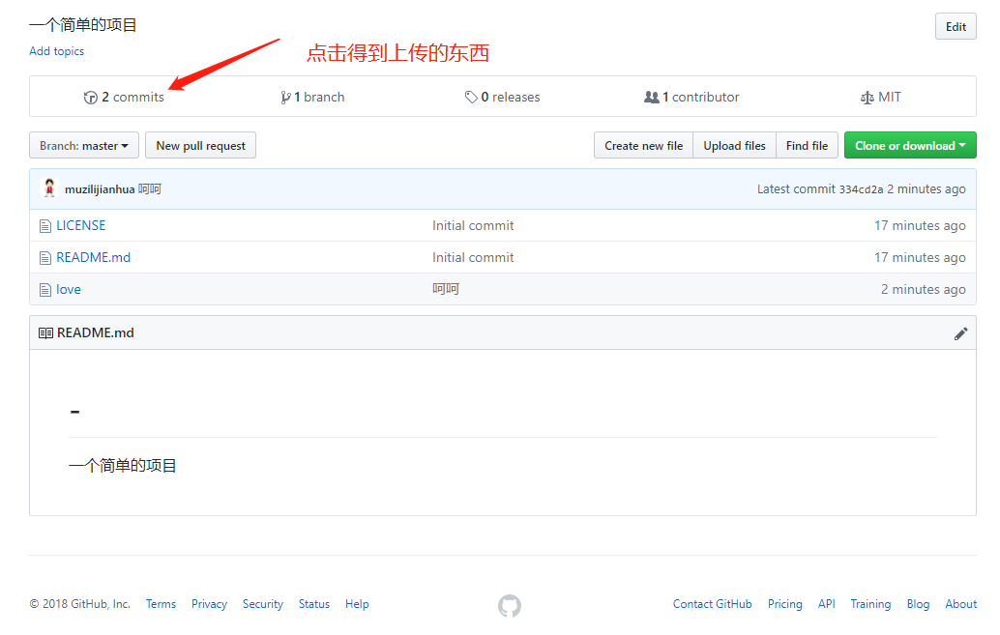 一个简单的项目
Edit
Add topics
点击得到上传的东西
2 commits 1 branch 0 releases 1 contributor MIT
Branch: master New pull request Create new file Upload files Find file Clone or download
muzilijianhua 呵呵 Latest commit 334cd2a 2 minutes ago
LICENSE Initial commit 17 minutes ago
README.md Initial commit 17 minutes ago
love 呵呵 2 minutes ago
README.md
-
一个简单的项目
© 2018 GitHub, Inc. Terms Privacy Security Status Help Contact GitHub Pricing API Training Blog About